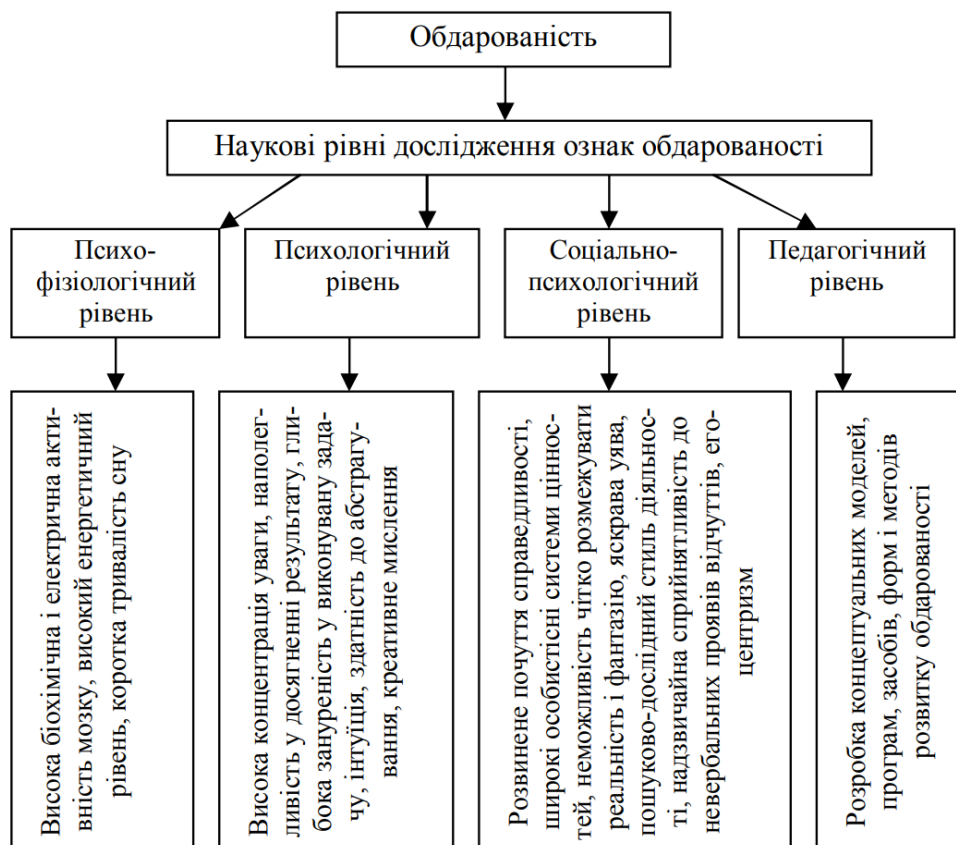 Обдарованість
Наукові рівні дослідження ознак обдарованості
Психо-
фізіологічний
рівень
Психологічний
рівень
Соціально-
психологічний
рівень
Педагогічний
рівень
Висока біохімічна і електрична акти-
вність мозку, високий енергетичний
рівень, коротка тривалість сну
Висока концентрація уваги, наполег-
ливість у досягненні результату, гли-
бока зануреність у виконувану зада-
чу, інтуїція, здатність до абстрагу-
вання, креативне мислення
Розвинене почуття справедливості,
широкі особистісні системи ціннос-
тей, неможливість чітко розмежувати
реальність і фантазію, яскрава уява,
пошуково-дослідний стиль діяльнос-
ті, надзвичайна сприйнятливість до
невербальних проявів відчуттів, его-
центризм
Розробка концептуальних моделей,
програм, засобів, форм і методів
розвитку обдарованості